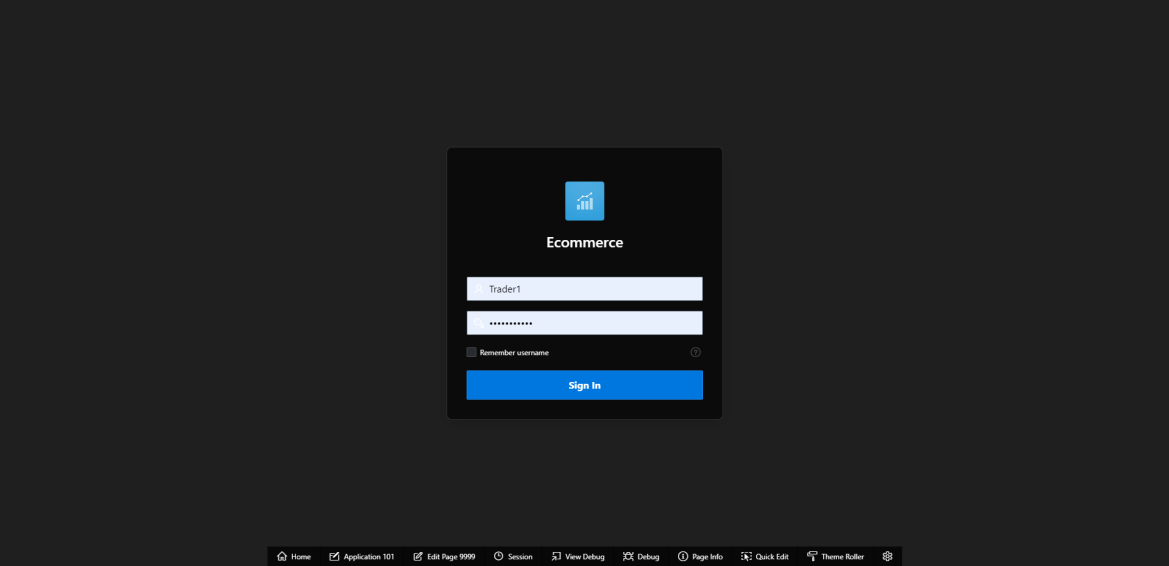 Ecommerce
Trader1
•••••••••••
Remember username
Sign In
Home Application 101 Edit Page 9999 Session View Debug Debug Page Info Quick Edit Theme Roller